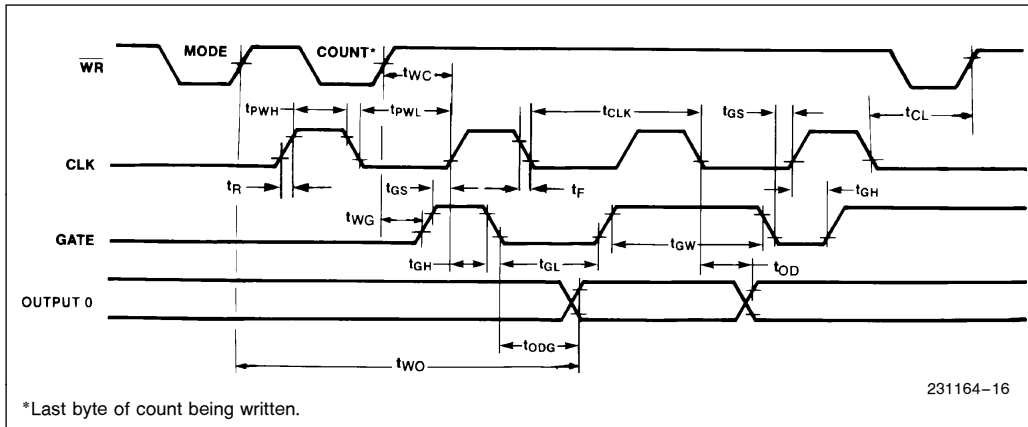 WR MODE COUNT*
tWC
tPWH tPWL tCLK tGS tCL
CLK
tR tGS tF tGH
tWG
GATE
tGH tGL tGW tOD
OUTPUT 0
tODG
tWO
231164–16
*Last byte of count being written.